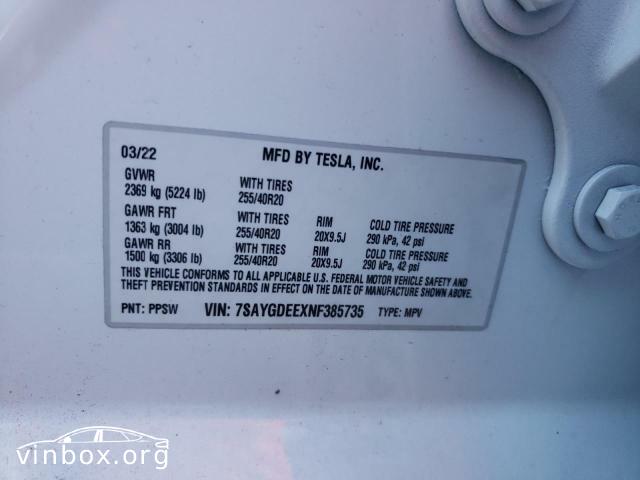 03/22 MFD BY TESLA, INC.
GVWR
2369 kg (5224 lb) WITH TIRES
255/40R20
GAWR FRT
1363 kg (3004 lb) WITH TIRES
255/40R20 RIM
20X9.5J COLD TIRE PRESSURE
290 kPa, 42 psi
GAWR RR
1500 kg (3306 lb) WITH TIRES
255/40R20 RIM
20X9.5J COLD TIRE PRESSURE
290 kPa, 42 psi
THIS VEHICLE CONFORMS TO ALL APPLICABLE U.S. FEDERAL MOTOR VEHICLE SAFETY AND
THEFT PREVENTION STANDARDS IN EFFECT ON THE DATE OF MANUFACTURE SHOWN ABOVE.
PNT: PPSW VIN: 7SAYGDEEXNF385735 TYPE: MPV
vinbox.org